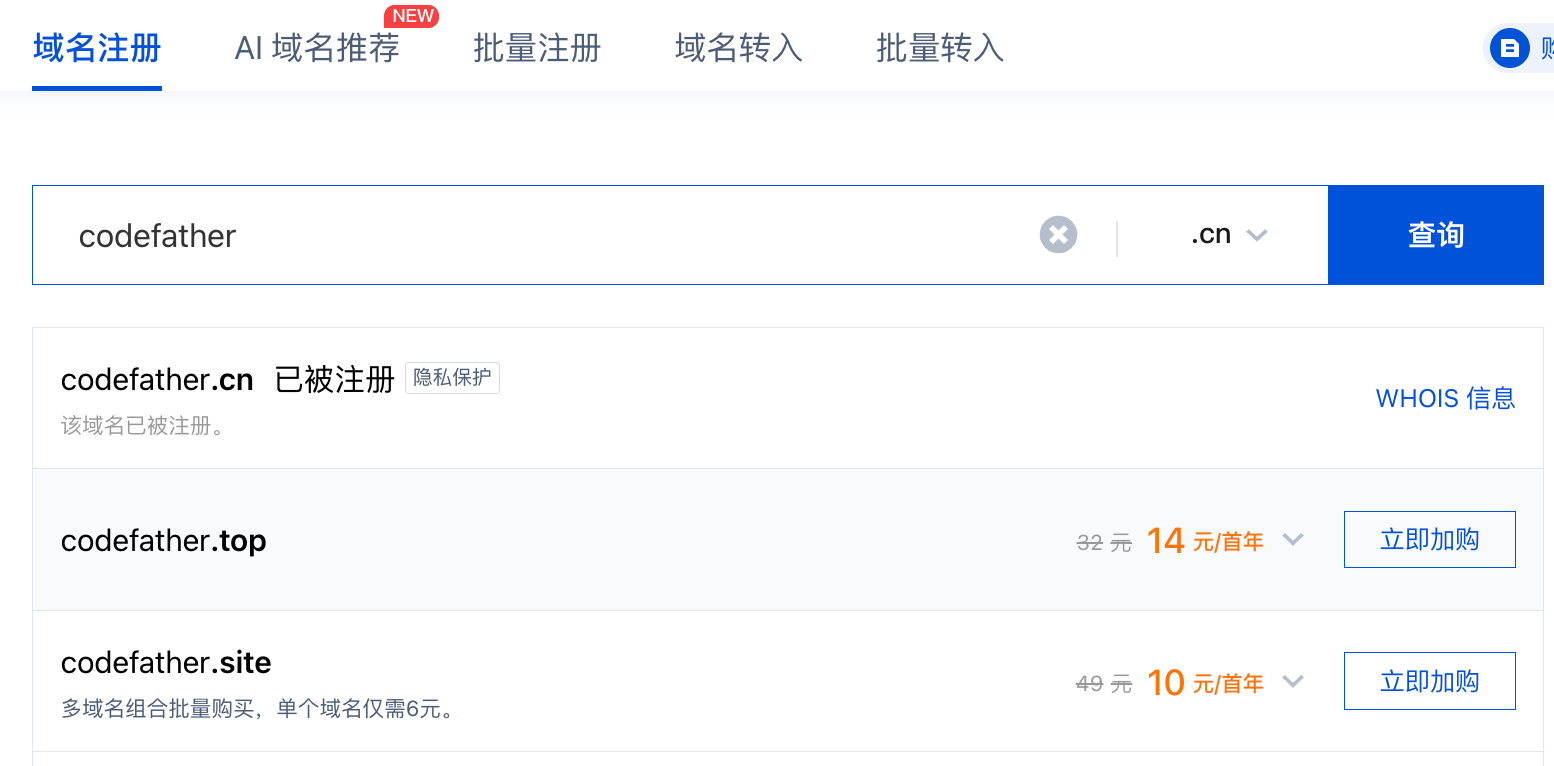 NEW
域名注册 AI 域名推荐 批量注册 域名转入 批量转入
codefather .cn 查询
codefather.cn 已被注册 隐私保护
该域名已被注册。
WHOIS 信息
codefather.top 32 元 14 元/首年 立即加购
codefather.site
多域名组合批量购买，单个域名仅需6元。
49 元 10 元/首年 立即加购